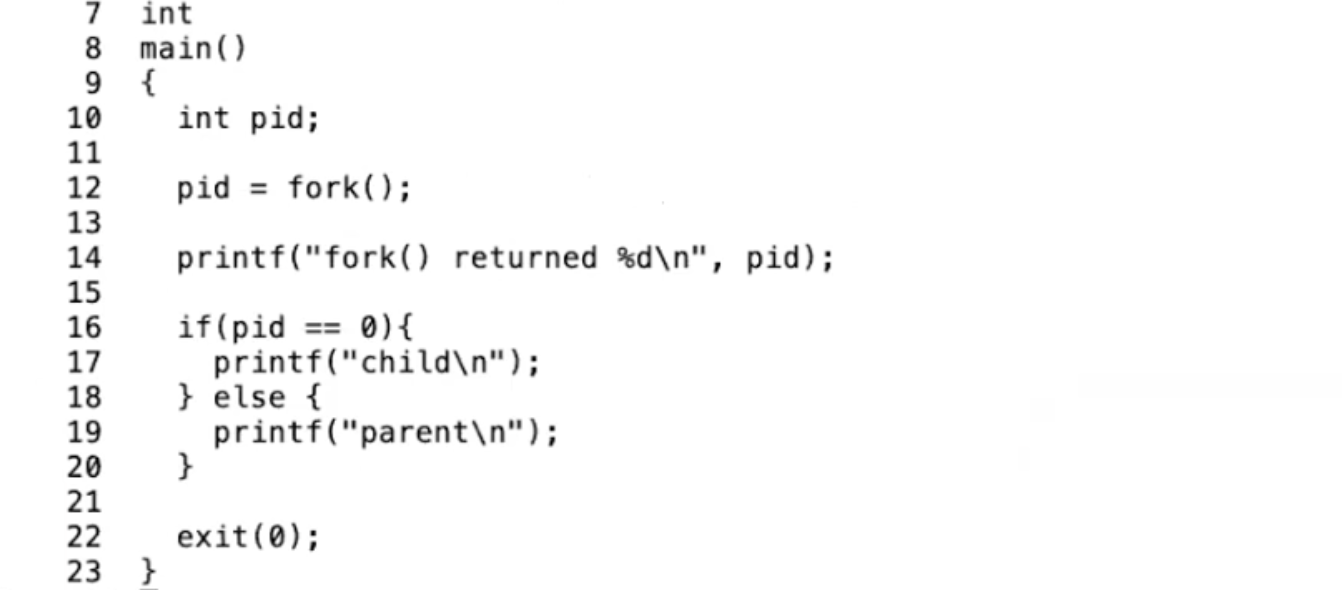 7 int
8 main()
9 {
10   int pid;
11
12   pid = fork();
13
14   printf("fork() returned %d\n", pid);
15
16   if(pid == 0){
17     printf("child\n");
18   } else {
19     printf("parent\n");
20   }
21
22   exit(0);
23 }